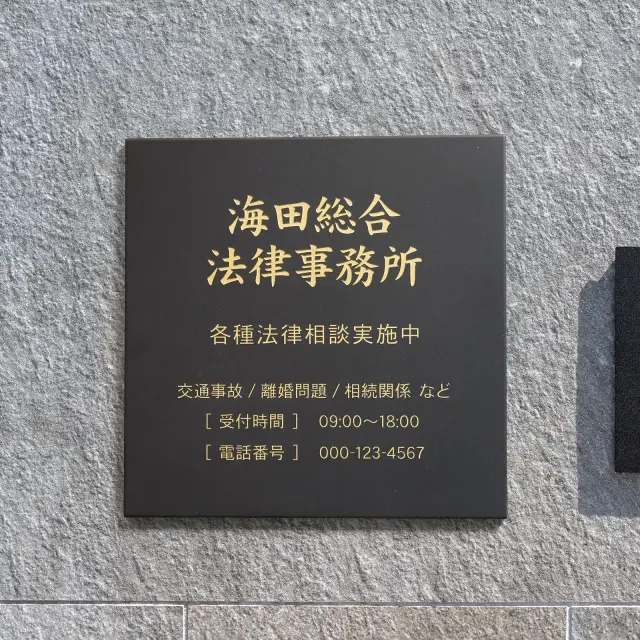 海田総合
法律事務所
各種法律相談実施中
交通事故 / 離婚問題 / 相続関係 など
［ 受付時間 ］ 09:00～18:00
［ 電話番号 ］ 000-123-4567